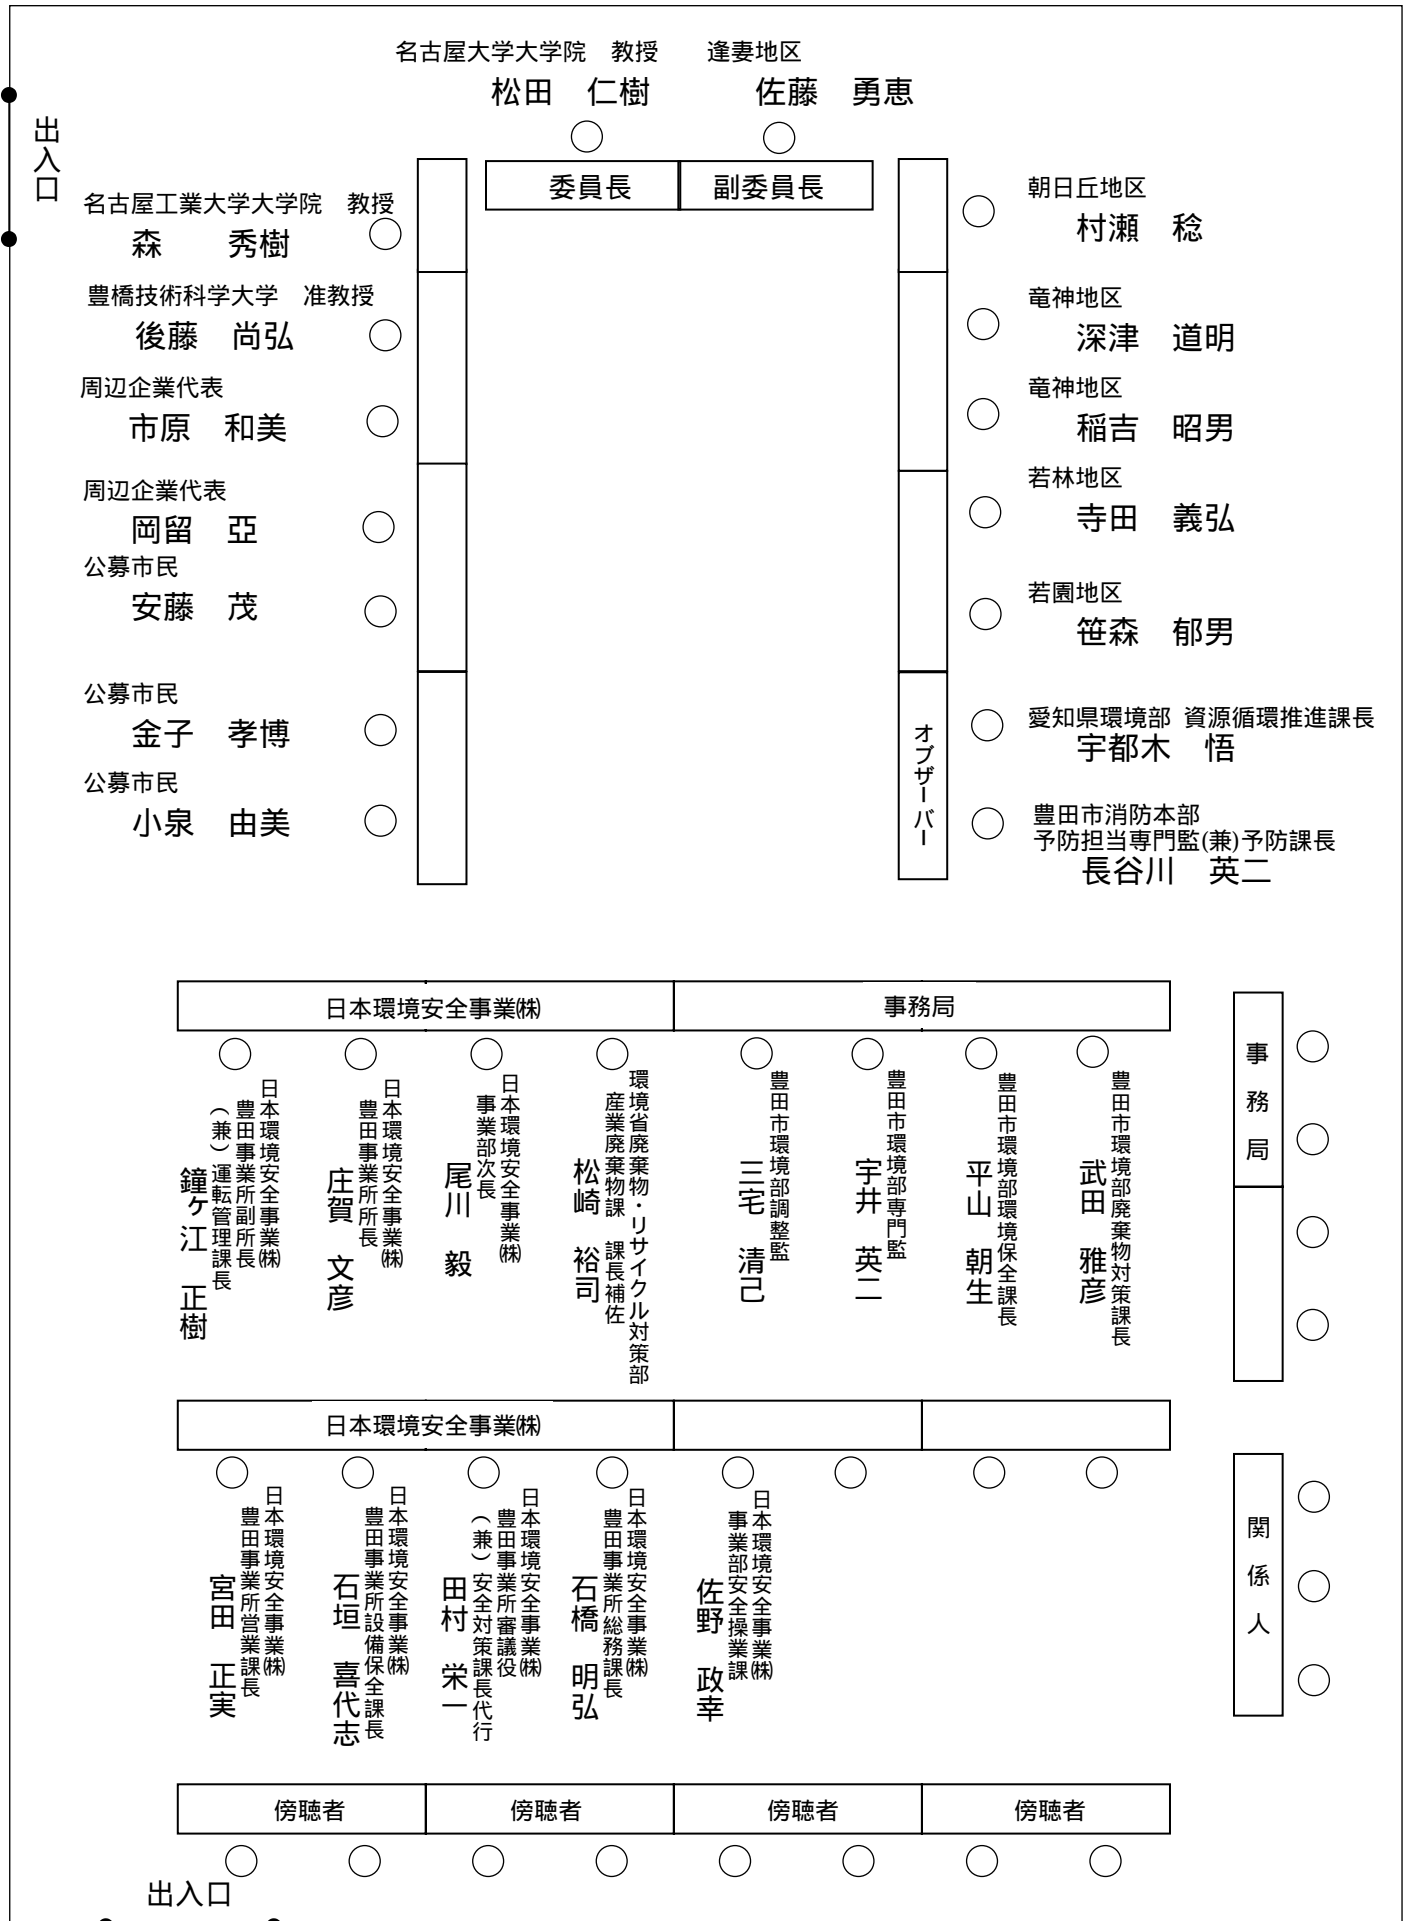 名古屋大学大学院　教授
松田　仁樹
逢妻地区
佐藤　勇恵
出入口
委員長
副委員長
名古屋工業大学大学院　教授
森　　秀樹
豊橋技術科学大学　准教授
後藤　尚弘
周辺企業代表
市原　和美
周辺企業代表
岡留　亞
公募市民
安藤　茂
公募市民
金子　孝博
公募市民
小泉　由美
朝日丘地区
村瀬　稔
竜神地区
深津　道明
竜神地区
稲吉　昭男
若林地区
寺田　義弘
若園地区
笹森　郁男
オブザーバー
愛知県環境部 資源循環推進課長
宇都木　悟
豊田市消防本部
予防担当専門監(兼)予防課長
長谷川　英二
日本環境安全事業㈱
事務局
事務局
日本環境安全事業㈱
豊田事業所副所長
（兼）運転管理課長
鐘ケ江　正樹
日本環境安全事業㈱
豊田事業所所長
庄賀　文彦
日本環境安全事業㈱
事業部次長
尾川　毅
環境省廃棄物・リサイクル対策部
産業廃棄物課　課長補佐
松崎　裕司
豊田市環境部調整監
三宅　清己
豊田市環境部専門監
宇井　英二
豊田市環境部環境保全課長
平山　朝生
豊田市環境部廃棄物対策課長
武田　雅彦
日本環境安全事業㈱
関係人
日本環境安全事業㈱
豊田事業所営業課長
宮田　正実
日本環境安全事業㈱
豊田事業所設備保全課長
石垣　喜代志
日本環境安全事業㈱
豊田事業所審議役
（兼）安全対策課長代行
田村　栄一
日本環境安全事業㈱
豊田事業所総務課長
石橋　明弘
日本環境安全事業㈱
事業部安全操業課
佐野　政幸
傍聴者
傍聴者
傍聴者
傍聴者
出入口